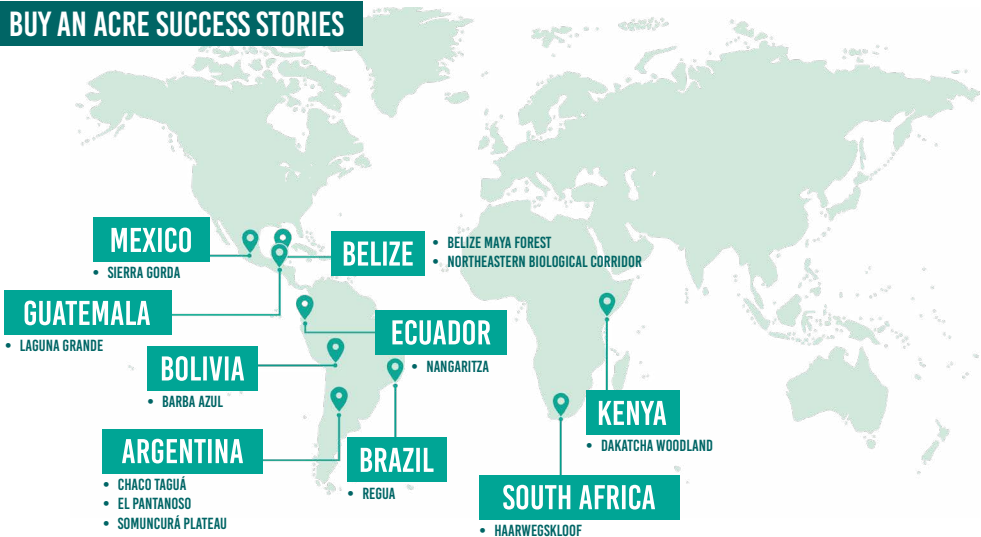 BUY AN ACRE SUCCESS STORIES
MEXICO
• SIERRA GORDA
BELIZE
• BELIZE MAYA FOREST
• NORTHEASTERN BIOLOGICAL CORRIDOR
GUATEMALA
• LAGUNA GRANDE
ECUADOR
• NANGARITZA
BOLIVIA
• BARBA AZUL
KENYA
• DAKATCHA WOODLAND
ARGENTINA
• CHACO TAGUÁ
• EL PANTANOSO
• SOMUNCURÁ PLATEAU
BRAZIL
• REGUA
SOUTH AFRICA
• HAARWEGSKLOOF